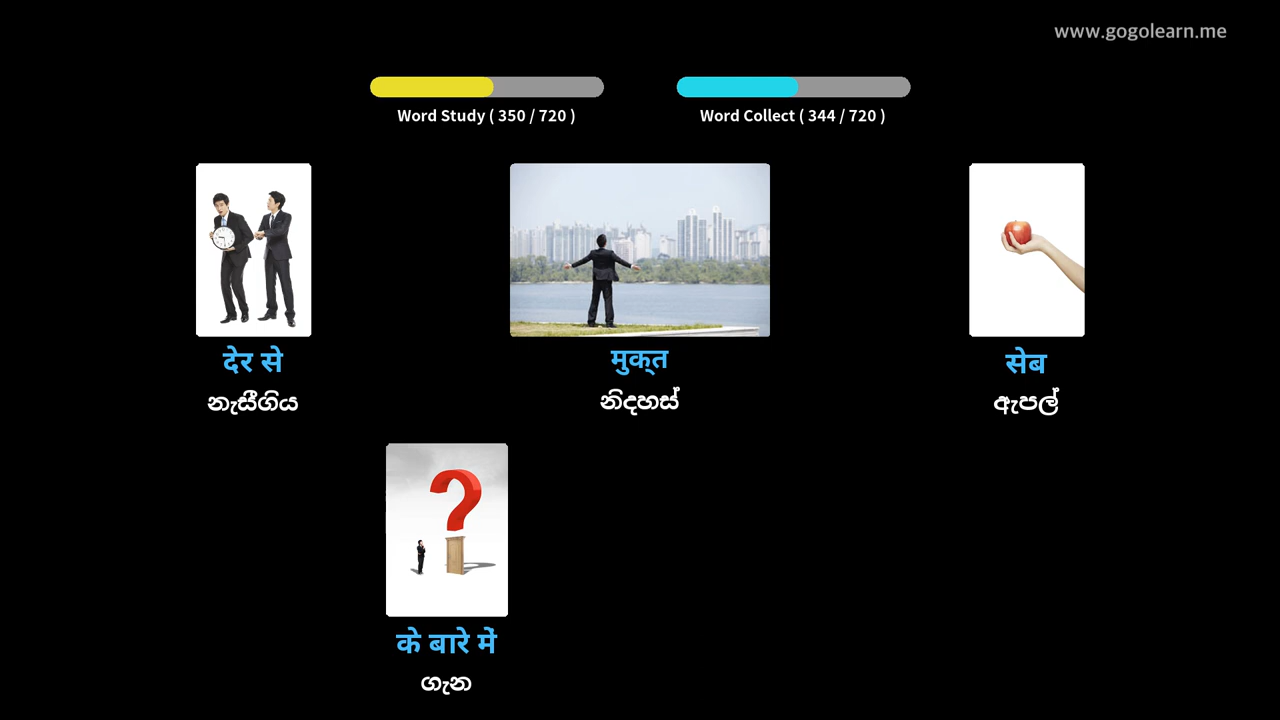 www.gogolearn.me
Word Study ( 350 / 720 )
Word Collect ( 344 / 720 )
देर से
मुक्त
सेब
නැසීගිය
නිදහස්
ඇපල්
के बारे में
ගැන